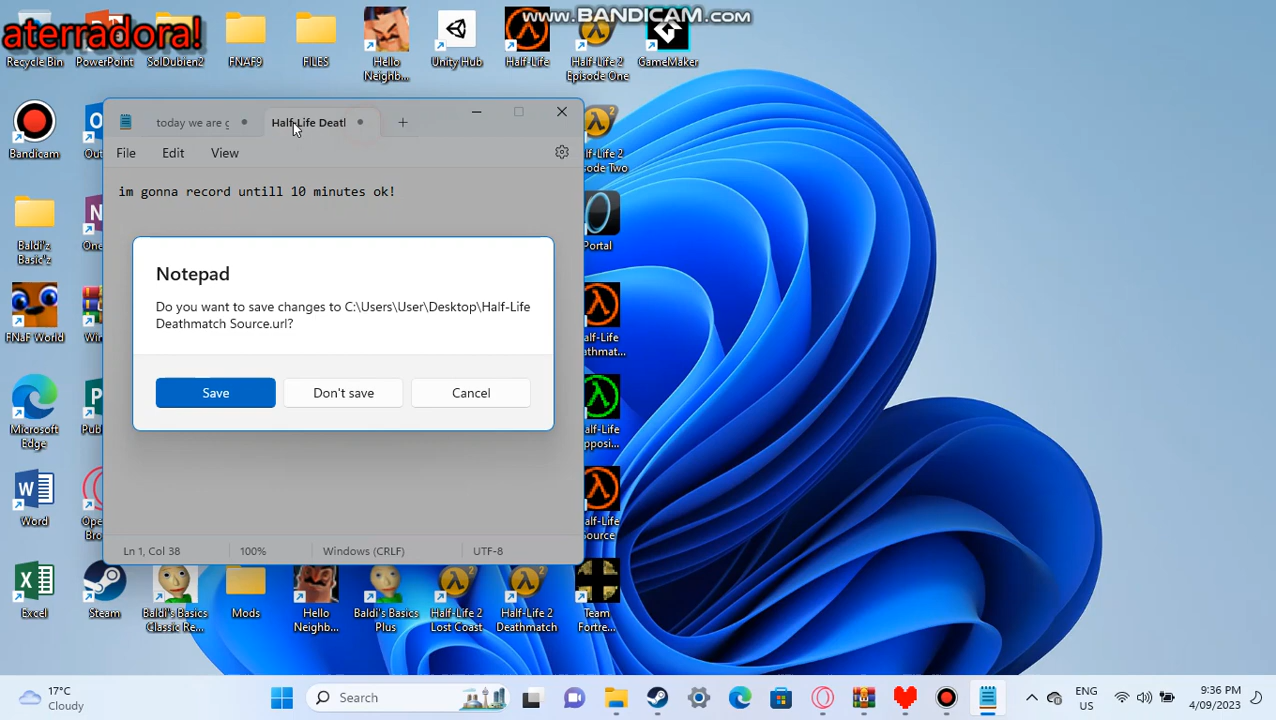 www.BANDICAM.com
aterradora!
Recycle Bin
PowerPoint
SolDubien2
FNAF9
FILES
Hello Neighb...
Unity Hub
Half-Life
Half-Life 2 Episode One
GameMaker
Bandicam
today we are g
Half-Life Deatl
File
Edit
View
im gonna record untill 10 minutes ok!
Notepad
Do you want to save changes to C:\Users\User\Desktop\Half-Life
Deathmatch Source.url?
Save
Don't save
Cancel
Ln 1, Col 38
100%
Windows (CRLF)
UTF-8
Baldi'z Basic'z
Portal
FNaF World
Microsoft Edge
Word
Excel
Steam
Baldi's Basics Classic Re...
Mods
Hello Neighb...
Baldi's Basics Plus
Half-Life 2 Lost Coast
Half-Life 2 Deathmatch
Team Fortre...
17°C
Cloudy
Search
ENG
US
9:36 PM
4/09/2023